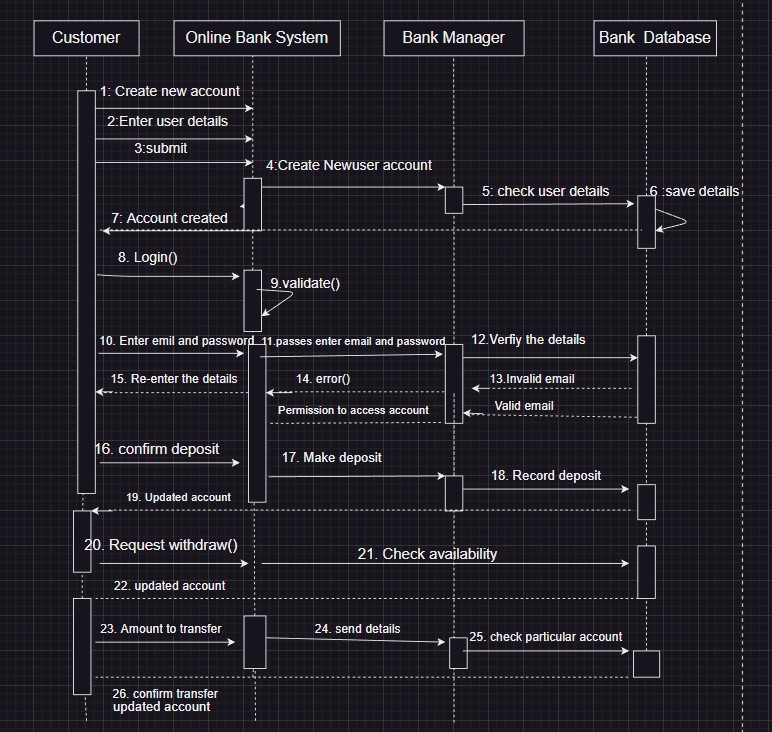 Customer
Online Bank System
Bank Manager
Bank Database
1: Create new account
2:Enter user details
3:submit
4:Create Newuser account
5: check user details
6 :save details
7: Account created
8. Login()
9.validate()
10. Enter emil and password
11.passes enter email and password
12.Verfiy the details
13.Invalid email
14. error()
15. Re-enter the details
Valid email
Permission to access account
16. confirm deposit
17. Make deposit
18. Record deposit
19. Updated account
20. Request withdraw()
21. Check availability
22. updated account
23. Amount to transfer
24. send details
25. check particular account
26. confirm transfer
updated account